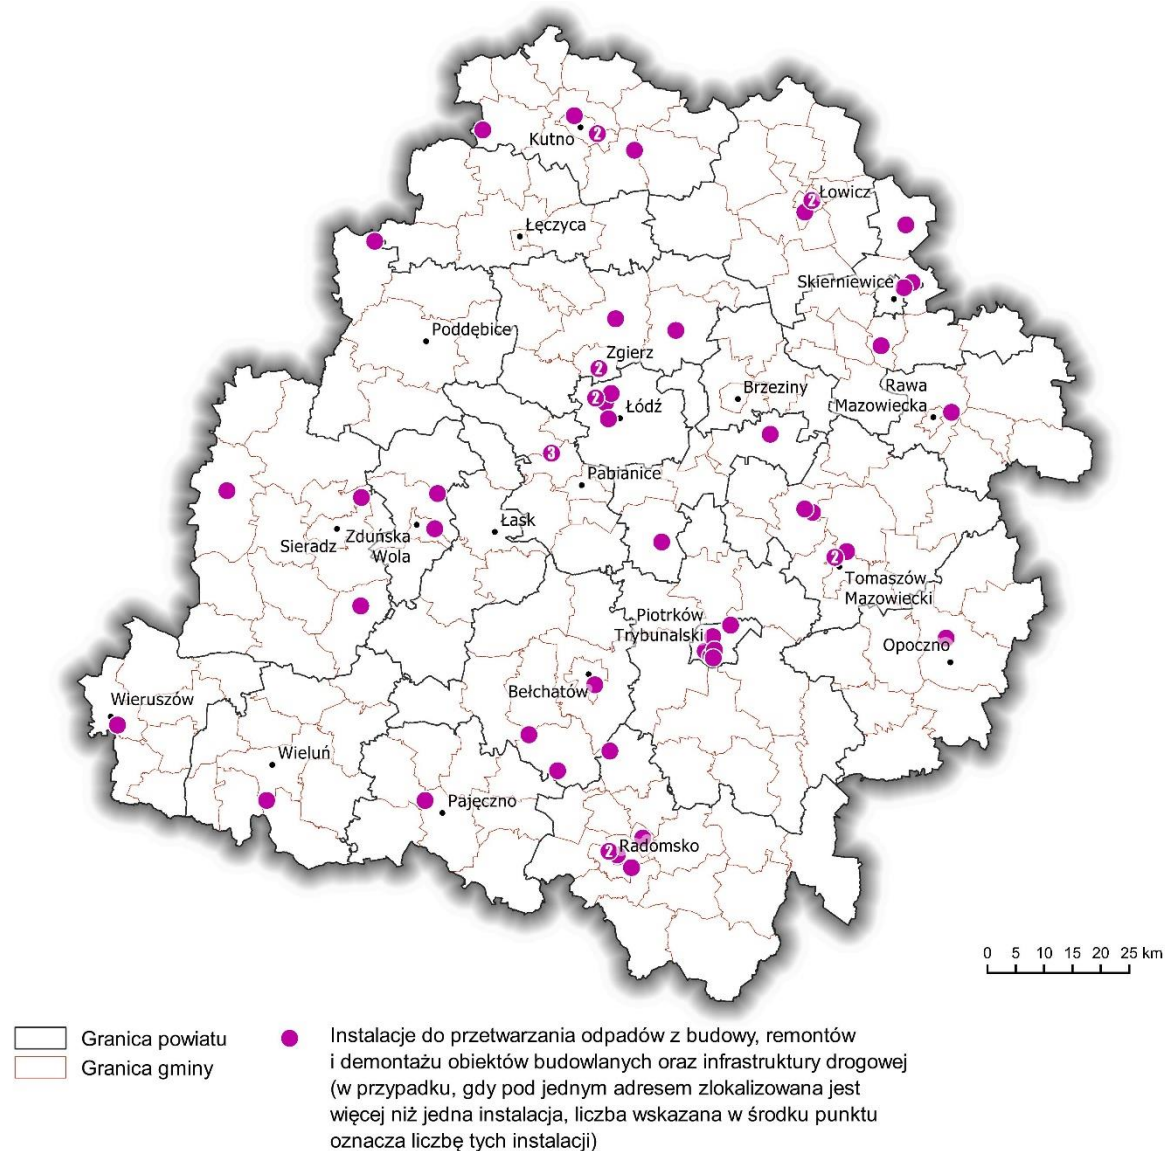 Kutno
2
2
Łowicz
Łęczyca
Skierniewice
Poddębice
Zgierz
2
Rawa
Mazowiecka
Brzeziny
2
Łódź
3
Pabianice
Łask
Sieradz
Zduńska
Wola
2
Tomaszów
Mazowiecki
Piotrków
Trybunalski
Opoczno
Bełchatów
Wieruszów
Wieluń
Pajęczno
2
Radomsko
0 5 10 15 20 25 km
Granica powiatu
Granica gminy
Instalacje do przetwarzania odpadów z budowy, remontów
i demontażu obiektów budowlanych oraz infrastruktury drogowej
(w przypadku, gdy pod jednym adresem zlokalizowana jest
więcej niż jedna instalacja, liczba wskazana w środku punktu
oznacza liczbę tych instalacji)